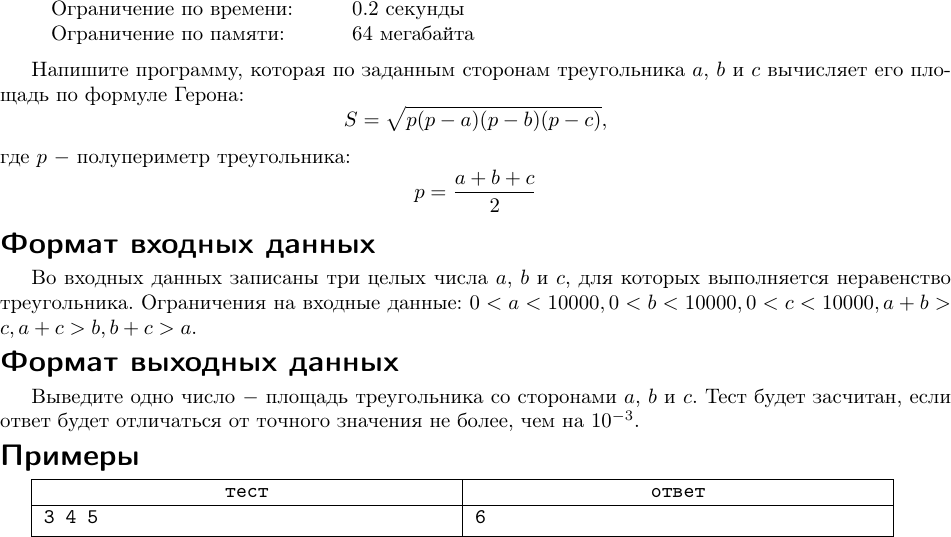 Ограничение по времени: 0.2 секунды
Ограничение по памяти: 64 мегабайта
Напишите программу, которая по заданным сторонам треугольника a, b и c вычисляет его пло-
щадь по формуле Герона:
S = √p(p − a)(p − b)(p − c),
где p − полупериметр треугольника:
p = (a + b + c) / 2
Формат входных данных
Во входных данных записаны три целых числа a, b и c, для которых выполняется неравенство
треугольника. Ограничения на входные данные: 0 < a < 10000, 0 < b < 10000, 0 < c < 10000, a + b >
c, a + c > b, b + c > a.
Формат выходных данных
Выведите одно число − площадь треугольника со сторонами a, b и c. Тест будет засчитан, если
ответ будет отличаться от точного значения не более, чем на 10⁻³.
Примеры
тест ответ
3 4 5 6